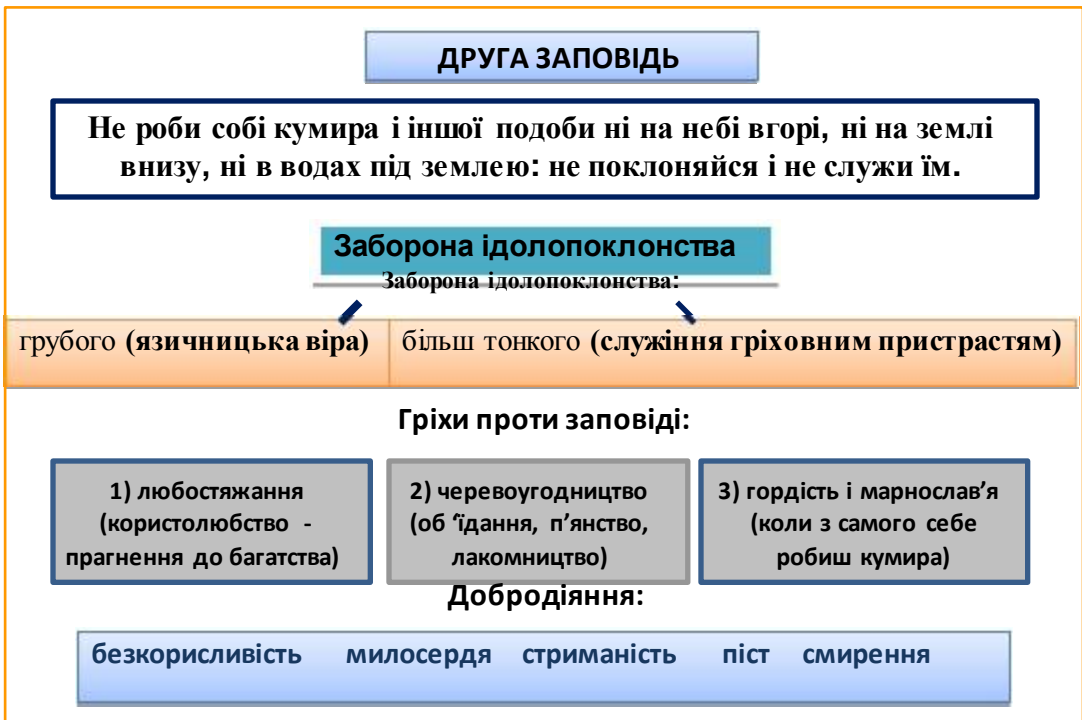 ДРУГА ЗАПОВІДЬ
Не роби собі кумира і іншої подоби ні на небі вгорі, ні на землі
внизу, ні в водах під землею: не поклоняйся і не служи їм.
Заборона ідолопоклонства
Заборона ідолопоклонства:
грубого (язичницька віра)
більш тонкого (служіння гріховним пристрастям)
Гріхи проти заповіді:
1) любостяжання
(користолюбство -
прагнення до багатства)
2) черевоугодництво
(об ‘їдання, п’янство,
лакомництво)
3) гордість і марнослав’я
(коли з самого себе
робиш кумира)
Добродіяння:
безкорисливість милосердя стриманість піст смирення